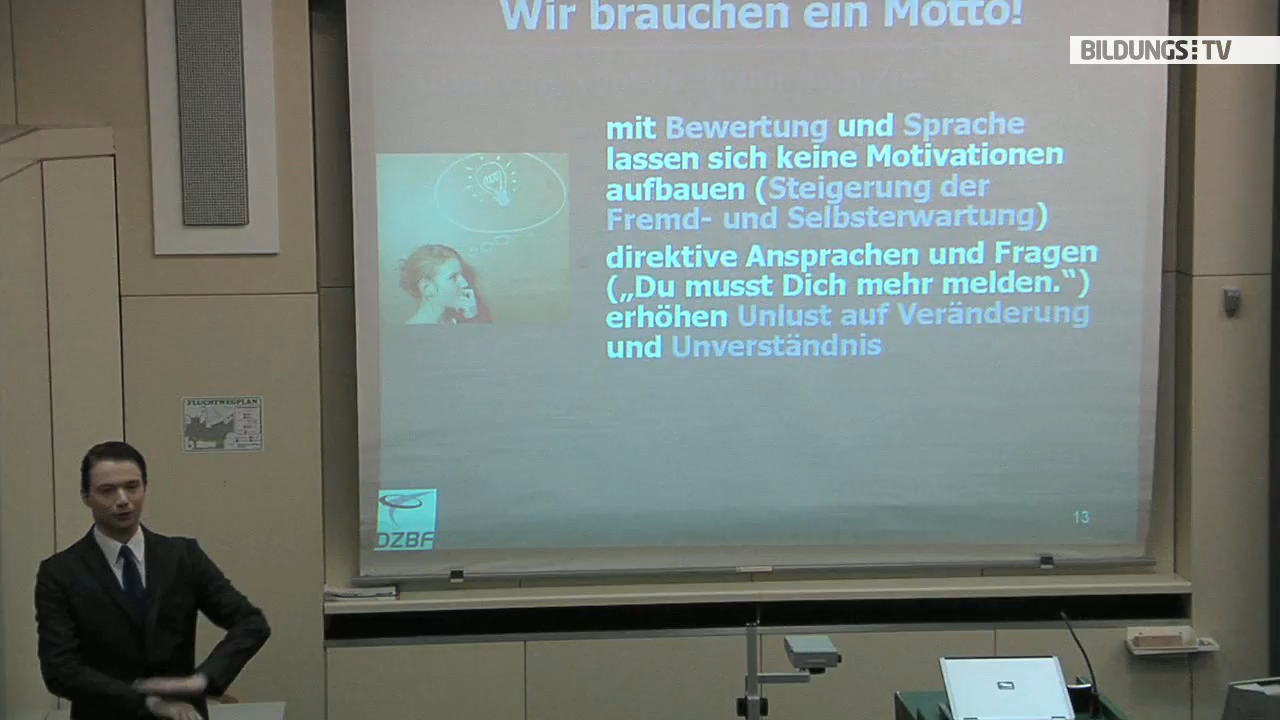 Wir brauchen ein Motto!
BILDUNGS:TV
mit Bewertung und Sprache
lassen sich keine Motivationen
aufbauen (Steigerung der
Fremd- und Selbsterwartung)
direktive Ansprachen und Fragen
(„Du musst Dich mehr melden.“)
erhöhen Unlust auf Veränderung
und Unverständnis
FLUCHTWEGPLAN
DZBF
13